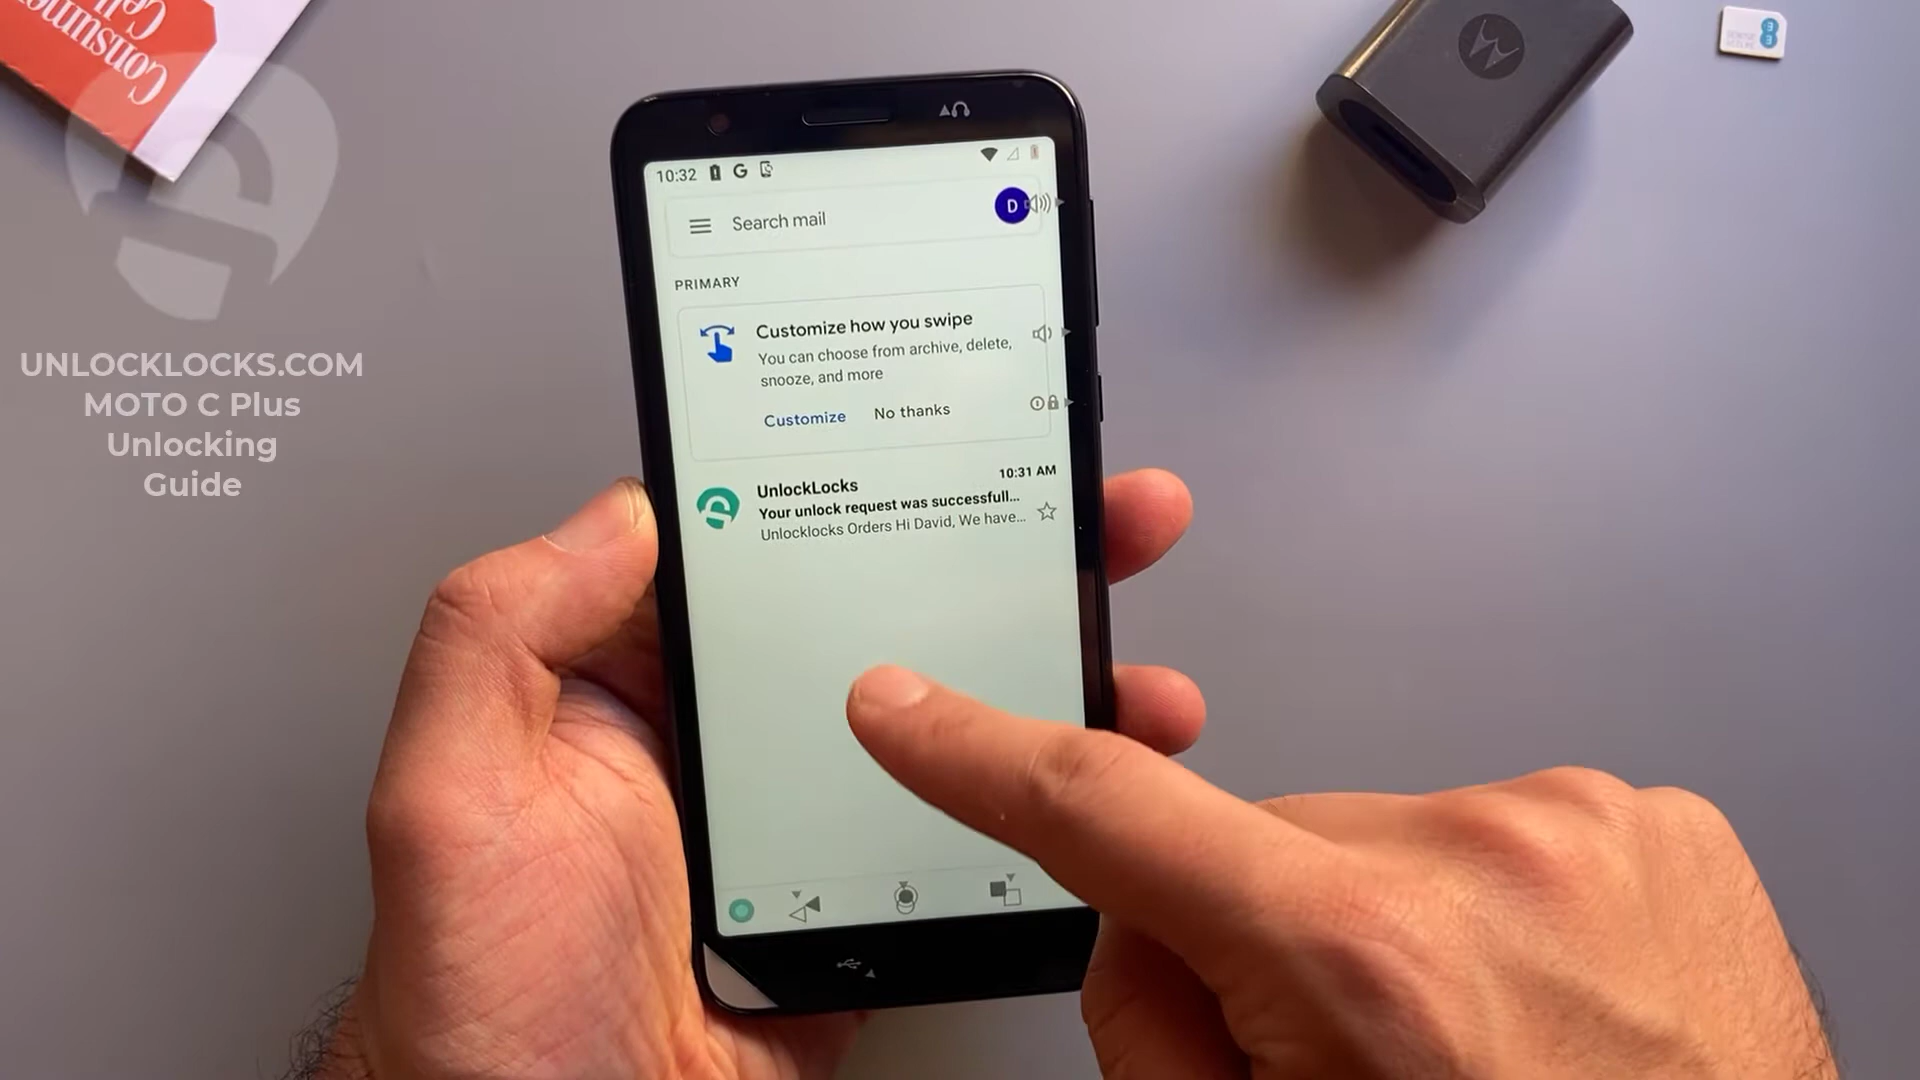 Consumer
Cell
UNLOCKLOCKS.COM
MOTO C Plus
Unlocking
Guide
10:32
Search mail
D
PRIMARY
Customize how you swipe
You can choose from archive, delete,
snooze, and more
Customize No thanks
UnlockLocks 10:31 AM
Your unlock request was successfull...
Unlocklocks Orders Hi David, We have...